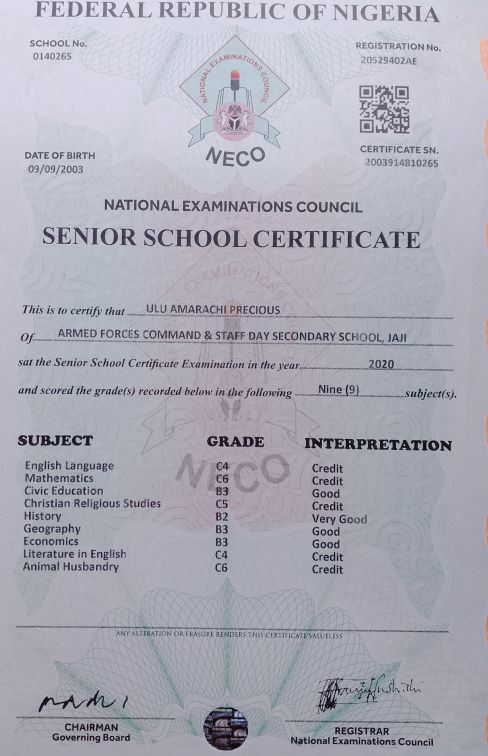 FEDERAL REPUBLIC OF NIGERIA
SCHOOL No.
0140265
REGISTRATION No.
20529402AE
NATIONAL EXAMINATIONS COUNCIL
NECO
DATE OF BIRTH
09/09/2003
CERTIFICATE SN.
2003914810265
NATIONAL EXAMINATIONS COUNCIL
SENIOR SCHOOL CERTIFICATE
This is to certify that ULU AMARACHI PRECIOUS
Of ARMED FORCES COMMAND & STAFF DAY SECONDARY SCHOOL, JAJI
sat the Senior School Certificate Examination in the year 2020
and scored the grade(s) recorded below in the following Nine (9) subject(s).
SUBJECT GRADE INTERPRETATION
English Language C4 Credit
Mathematics C6 Credit
Civic Education B3 Good
Christian Religious Studies C5 Credit
History B2 Very Good
Geography B3 Good
Economics B3 Good
Literature in English C4 Credit
Animal Husbandry C6 Credit
NECO
ANY ALTERATION OR ERASURE RENDERS THIS CERTIFICATE VALUELESS
CHAIRMAN
Governing Board
REGISTRAR
National Examinations Council